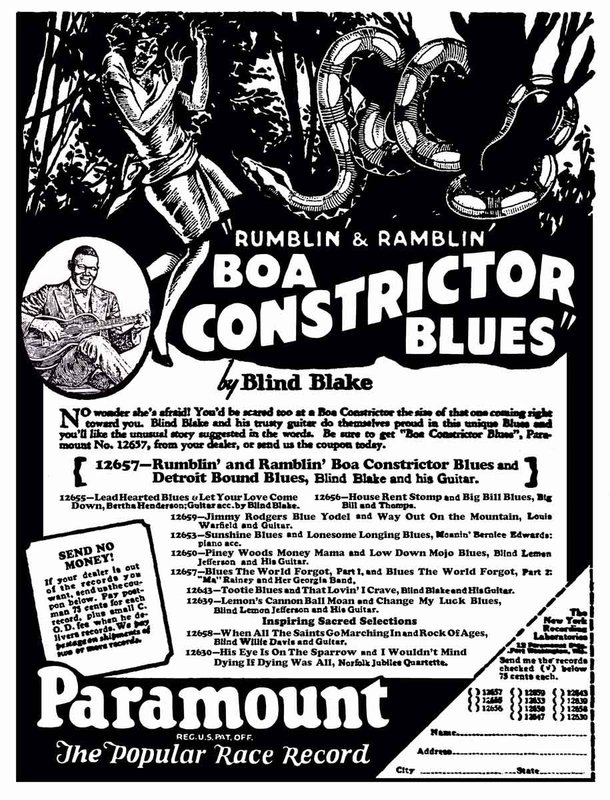 "RUMBLIN' & RAMBLIN'
BOA
CONSTRICTOR
BLUES"
by Blind Blake
NO wonder she's afraid! You'd be scared too at a Boa Constrictor the size of that one coming right
toward you. Blind Blake and his trusty guitar do themselves proud in this unique Blues and
you'll like the unusual story suggested in the words. Be sure to get "Boa Constrictor Blues", Para-
mount No. 12657, from your dealer, or send us the coupon today.
[12657—Rumblin' and Ramblin' Boa Constrictor Blues and
Detroit Bound Blues, Blind Blake and his Guitar.]
12655—Lead Hearted Blues & Let Your Love Come
Down, Bertha Henderson; Guitar acc. by Blind Blake.
12656—House Rent Stomp and Big Bill Blues, Big
Bill and Thomps.
12659—Jimmy Rodgers Blue Yodel and Way Out On the Mountain, Louis
Warfield and Guitar.
12653—Sunshine Blues and Lonesome Longing Blues, Moanin' Bernice Edwards:
piano acc.
12650—Piney Woods Money Mama and Low Down Mojo Blues, Blind Lemon
Jefferson and His Guitar.
12657—Blues The World Forgot, Part 1, and Blues The World Forgot, Part 2:
"Ma" Rainey and Her Georgia Band.
12643—Tootie Blues and That Lovin' I Crave, Blind Blake and His Guitar.
12639—Lemon's Cannon Ball Moan and Change My Luck Blues,
Blind Lemon Jefferson and His Guitar.
Inspiring Sacred Selections
12658—When All The Saints Go Marching In and Rock Of Ages,
Blind Willie Davis and Guitar.
12630—His Eye Is On The Sparrow and I Wouldn't Mind
Dying If Dying Was All, Norfolk Jubilee Quartette.
SEND NO
MONEY!
If your dealer is out
of the records you
want, send us the cou-
pon below. Pay post-
man 75 cents for each
record, plus small C.
O. D. fee when he de-
livers records. We pay
postage on shipments of
two or more records.
Paramount
REG. U.S. PAT. OFF.
The Popular Race Record
The
New York
Recording
Laboratories
12 Paramount Bldg.
Port Washington, Wis.
Send me the records
checked (√) below
75 cents each.
( ) 12657 ( ) 12659 ( ) 12643
( ) ( ) 12653 ( ) 12639
( ) 12656 ( ) 12650 ( ) 12658
( ) 12647 ( ) 12630
Name
Address
City State